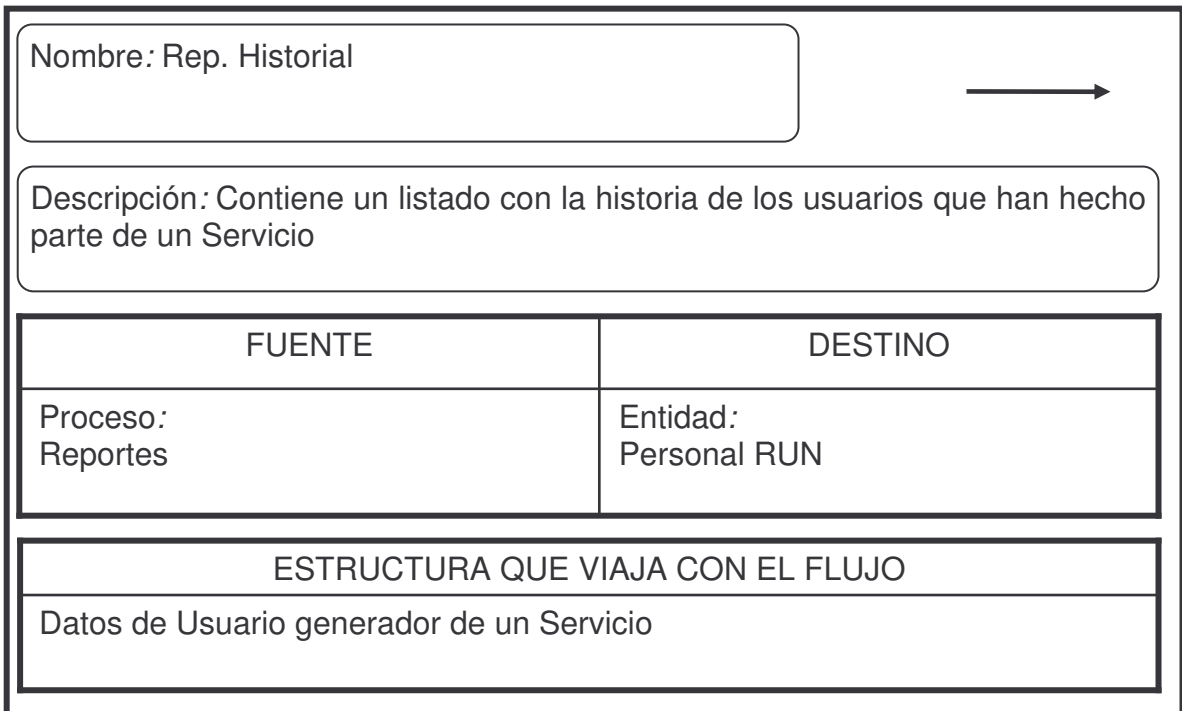 Nombre: Rep. Historial
Descripción: Contiene un listado con la historia de los usuarios que han hecho
parte de un Servicio
FUENTE
DESTINO
Proceso:
Reportes
Entidad:
Personal RUN
ESTRUCTURA QUE VIAJA CON EL FLUJO
Datos de Usuario generador de un Servicio